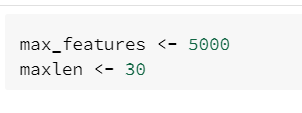 max_features <- 5000
maxlen <- 30